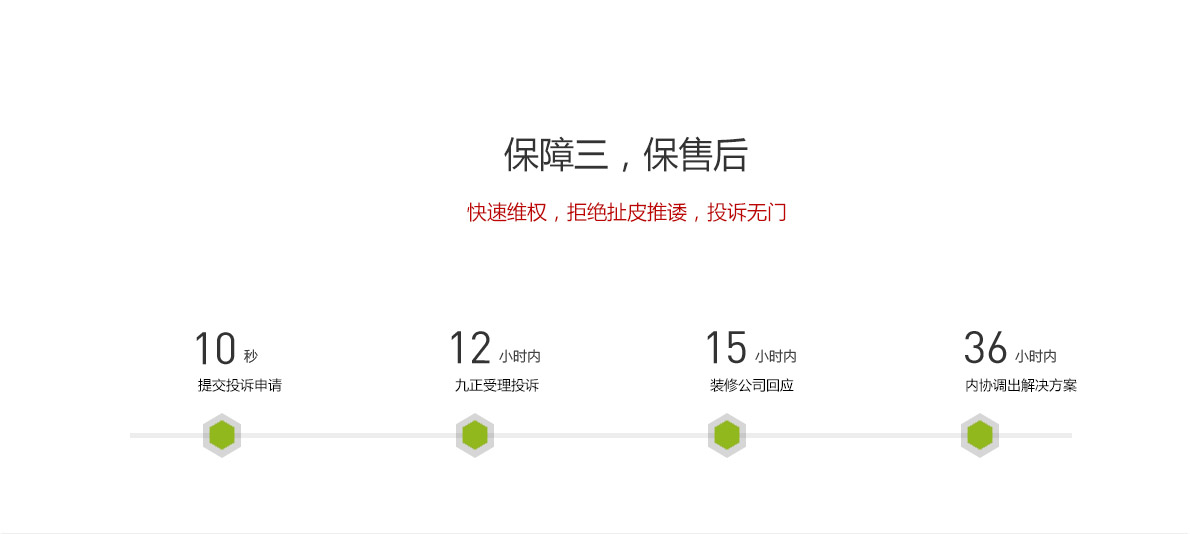 保障三，保售后
快速维权，拒绝扯皮推诿，投诉无门
10 秒
提交投诉申请
12 小时内
九正受理投诉
15 小时内
装修公司回应
36 小时内
内协调出解决方案